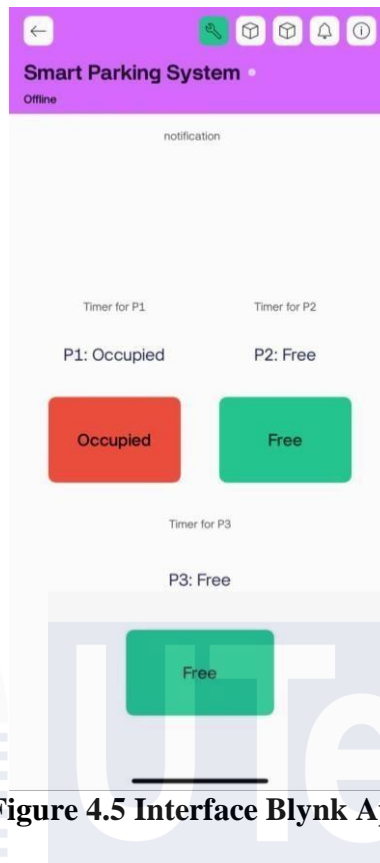 Smart Parking System
Offline
notification
Timer for P1
Timer for P2
P1: Occupied
P2: Free
Occupied
Free
Timer for P3
P3: Free
Free
UTe
Figure 4.5 Interface Blynk A